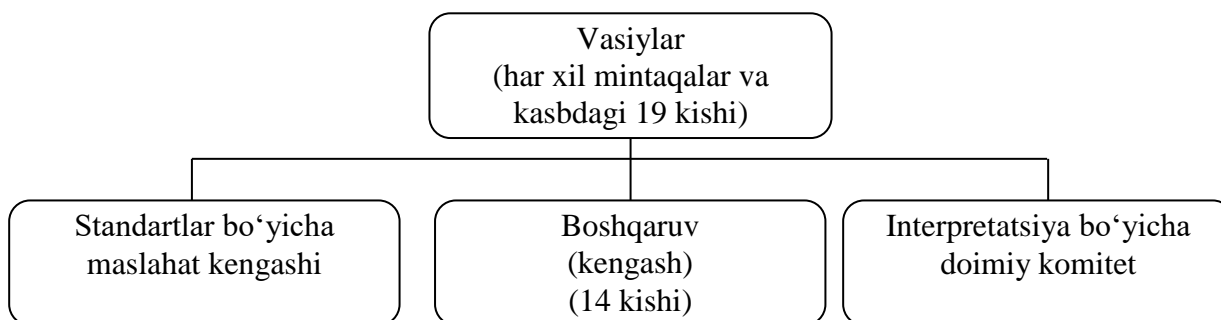 Vasiylar
(har xil mintaqalar va
kasbdagi 19 kishi)
Standartlar bo‘yicha
maslahat kengashi
Boshqaruv
(kengash)
(14 kishi)
Interpretatsiya bo‘yicha
doimiy komitet